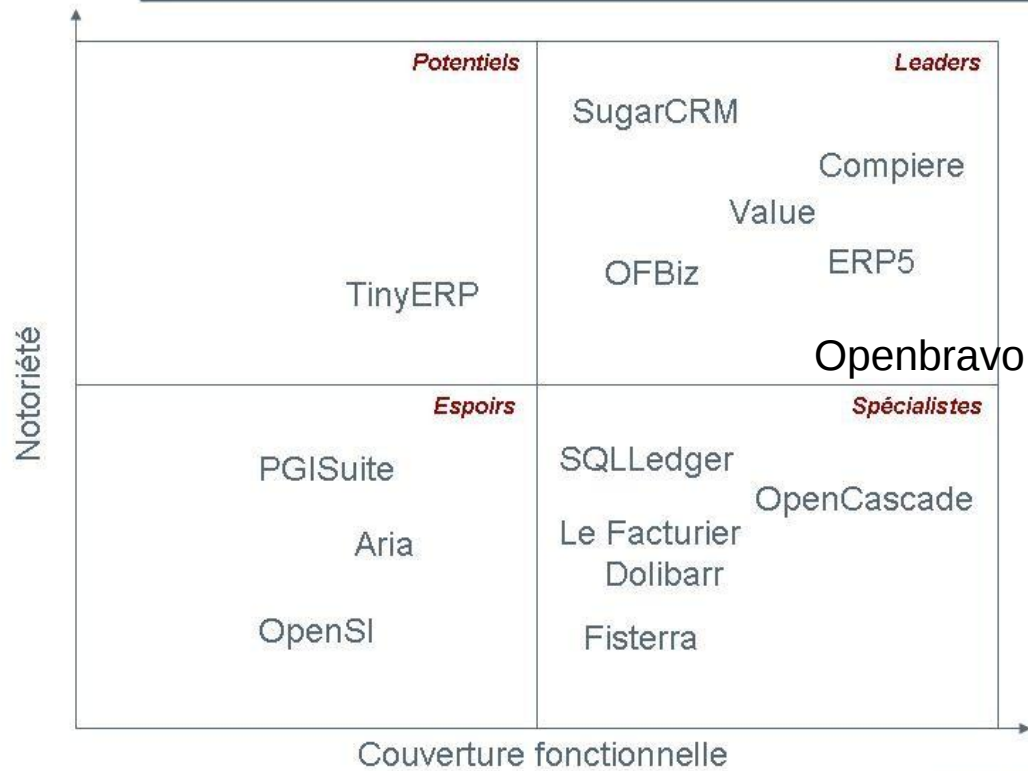 Potentiels
Leaders
SugarCRM
Compiere
Value
ERP5
OFBiz
TinyERP
Openbravo
Notoriété
Espoirs
Spécialistes
PGISuite
SQLLedger
OpenCascade
Aria
Le Facturier
Dolibarr
OpenSI
Fisterra
Couverture fonctionnelle